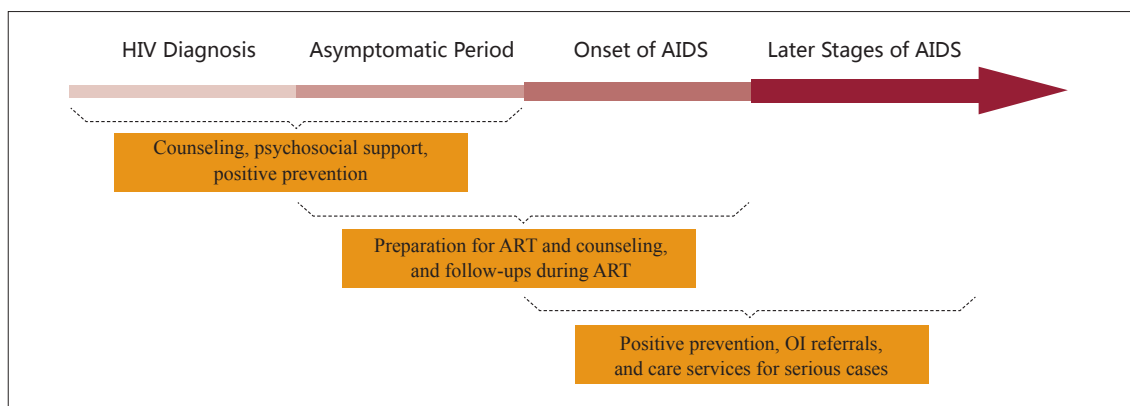 HIV Diagnosis Asymptomatic Period Onset of AIDS Later Stages of AIDS
Counseling, psychosocial support,
positive prevention
Preparation for ART and counseling,
and follow-ups during ART
Positive prevention, OI referrals,
and care services for serious cases